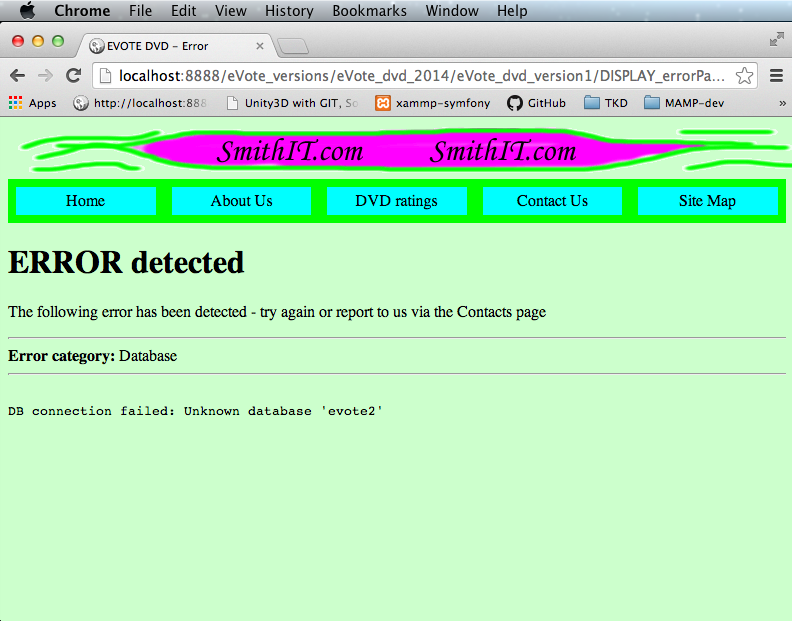 Chrome File Edit View History Bookmarks Window Help
EVOTE DVD - Error
localhost:8888/eVote_versions/eVote_dvd_2014/eVote_dvd_version1/DISPLAY_errorPa...
Apps http://localhost:888 Unity3D with GIT, So xammp-symfony GitHub TKD MAMP-dev »
SmithIT.com SmithIT.com
Home About Us DVD ratings Contact Us Site Map
ERROR detected
The following error has been detected - try again or report to us via the Contacts page
Error category: Database
DB connection failed: Unknown database 'evote2'